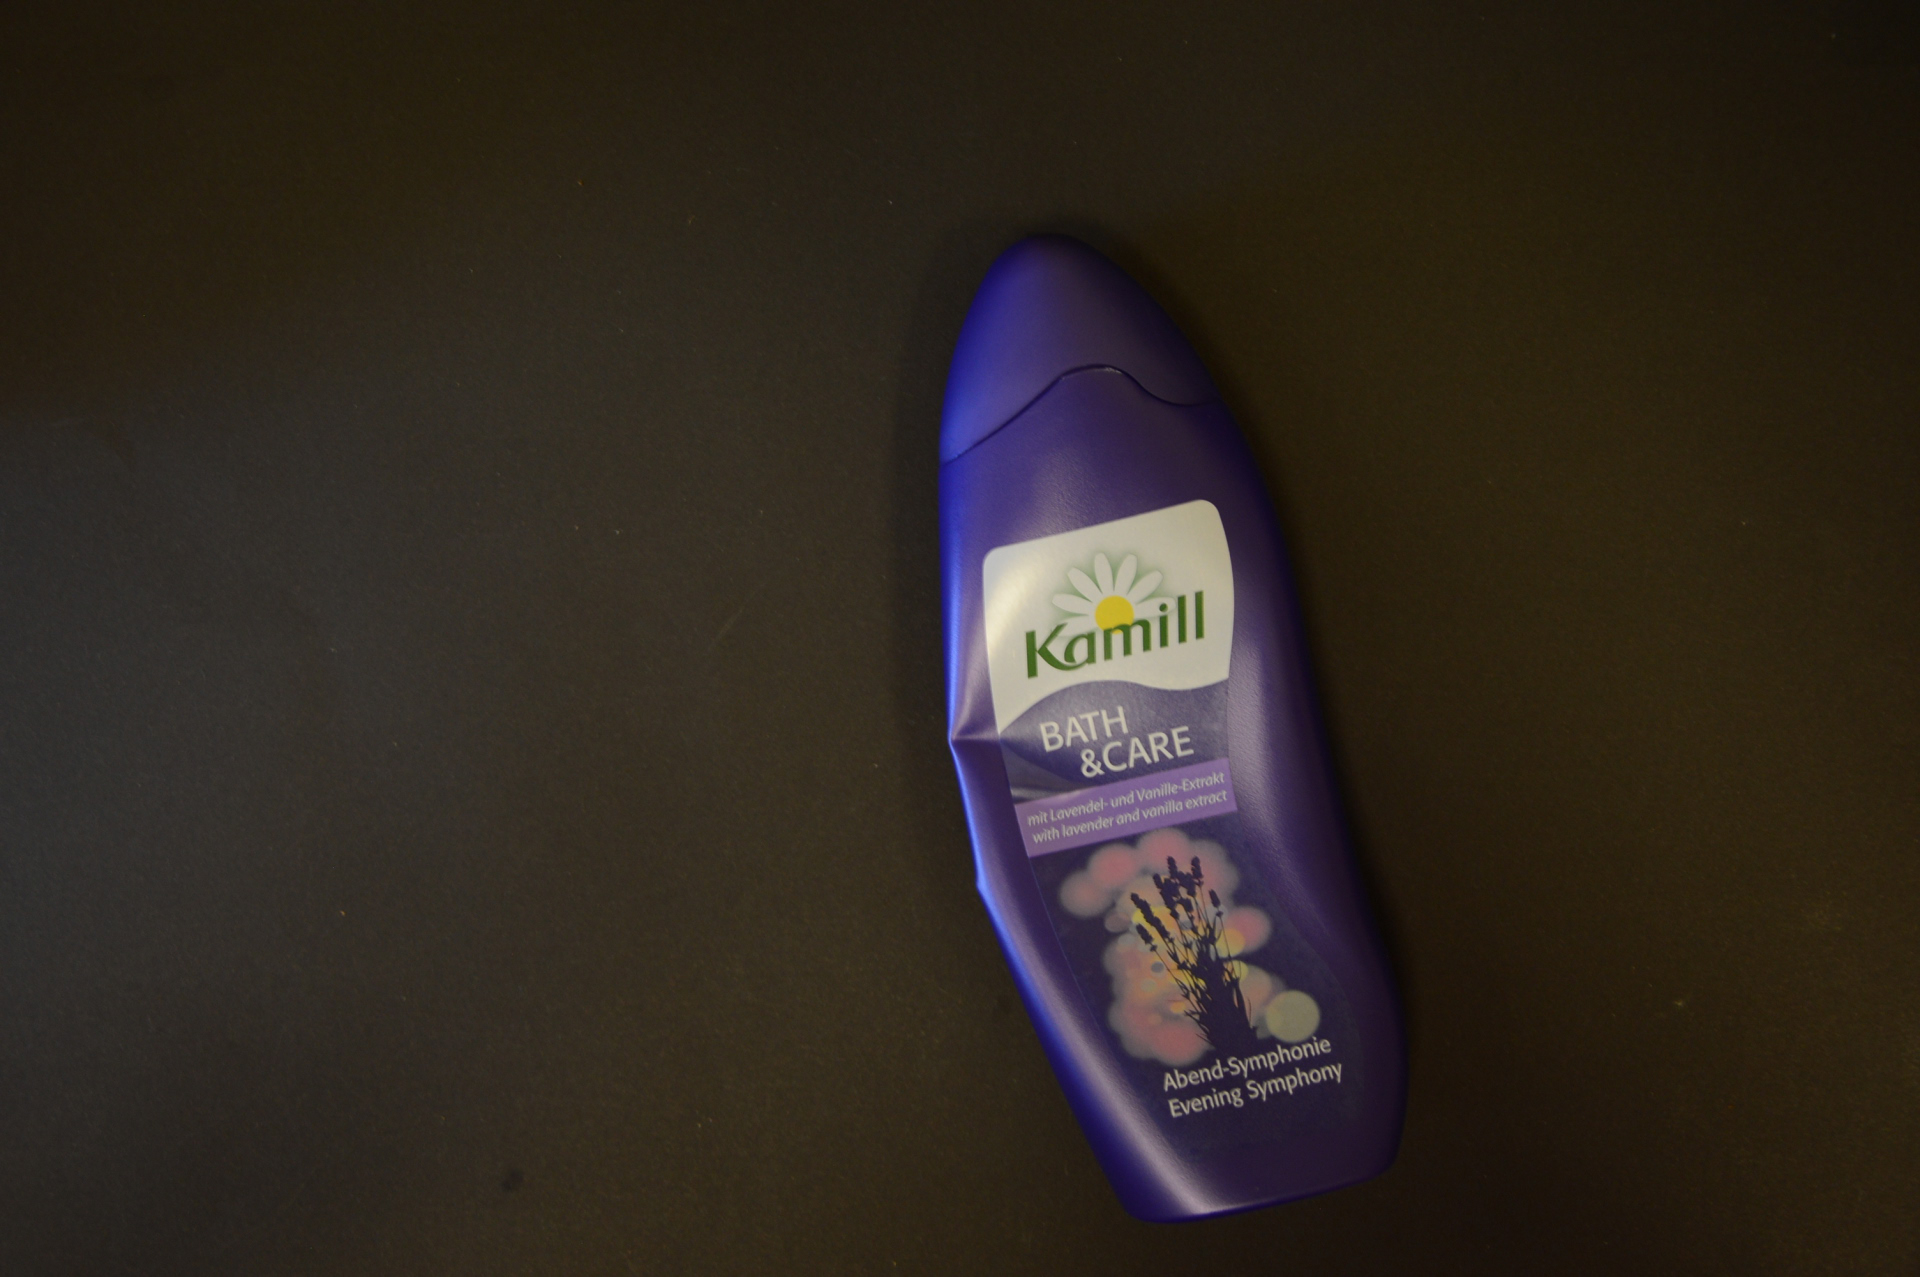 Kamill
BATH
&CARE
mit Lavendel- und Vanille-Extrakt
with lavender and vanilla extract
Abend-Symphonie
Evening Symphony